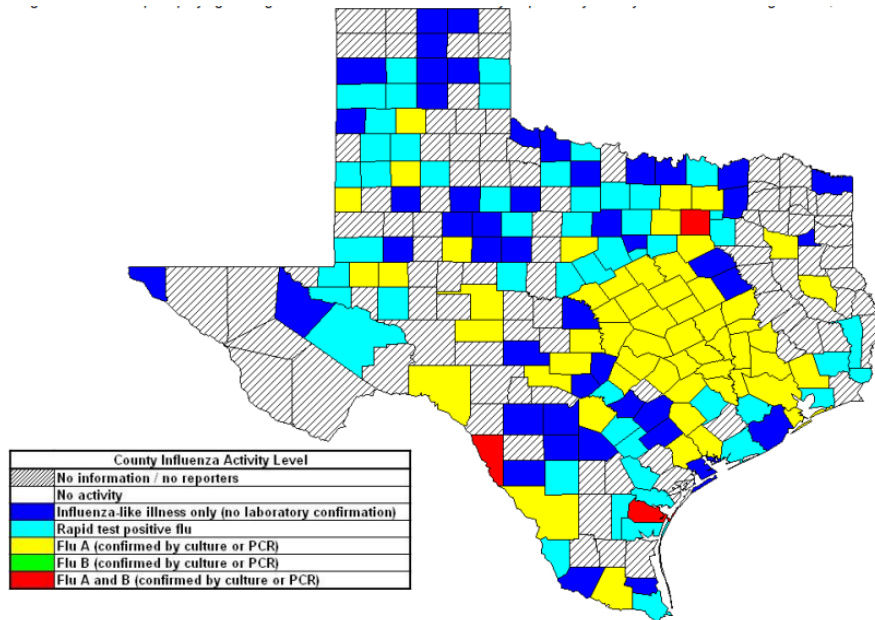 County Influenza Activity Level
No information / no reporters
No activity
Influenza-like illness only (no laboratory confirmation)
Rapid test positive flu
Flu A (confirmed by culture or PCR)
Flu B (confirmed by culture or PCR)
Flu A and B (confirmed by culture or PCR)